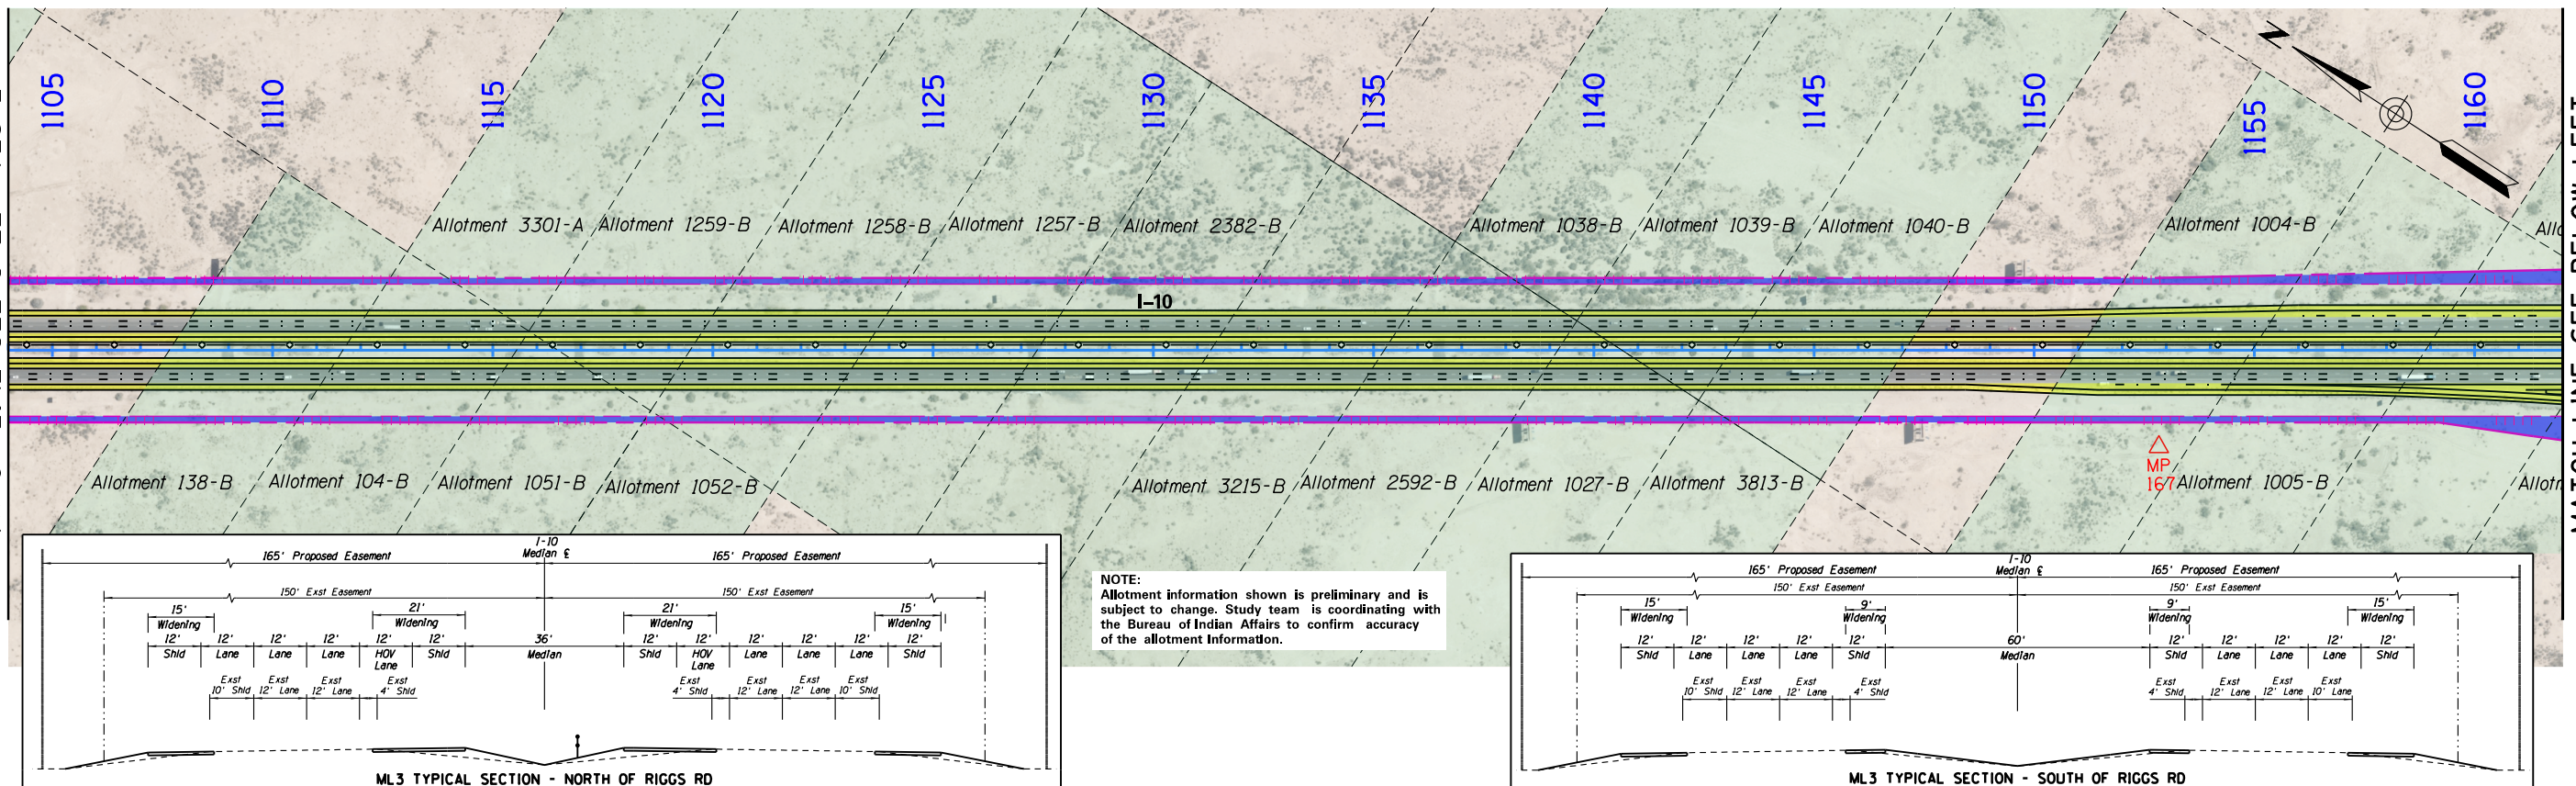 1105
1110
1115
1120
1125
1130
1135
1140
1145
1150
1155
1160
N
Allotment 3301-A
Allotment 1259-B
Allotment 1258-B
Allotment 1257-B
Allotment 2382-B
Allotment 1038-B
Allotment 1039-B
Allotment 1040-B
Allotment 1004-B
I-10
Allotment 138-B
Allotment 104-B
Allotment 1051-B
Allotment 1052-B
Allotment 3215-B
Allotment 2592-B
Allotment 1027-B
Allotment 3813-B
MP
167
Allotment 1005-B
I-10
Median ℄
165' Proposed Easement
165' Proposed Easement
150' Exst Easement
150' Exst Easement
15' Widening
21' Widening
21' Widening
15' Widening
12' 12' 12' 12' 12' 12' 36' 12' 12' 12' 12' 12' 12'
Shld Lane Lane Lane HOV Lane Shld Median Shld HOV Lane Lane Lane Lane Shld
Exst 10' Shld
Exst 12' Lane
Exst 12' Lane
Exst 4' Shld
Exst 4' Shld
Exst 12' Lane
Exst 12' Lane
Exst 10' Shld
ML3 TYPICAL SECTION - NORTH OF RIGGS RD
NOTE:
Allotment information shown is preliminary and is
subject to change. Study team is coordinating with
the Bureau of Indian Affairs to confirm accuracy
of the allotment Information.
I-10
Median ℄
165' Proposed Easement
165' Proposed Easement
150' Exst Easement
150' Exst Easement
15' Widening
9' Widening
9' Widening
15' Widening
12' 12' 12' 12' 12' 60' 12' 12' 12' 12' 12'
Shld Lane Lane Lane Shld Median Shld Lane Lane Lane Shld
Exst 10' Shld
Exst 12' Lane
Exst 12' Lane
Exst 4' Shld
Exst 4' Shld
Exst 12' Lane
Exst 12' Lane
Exst 10' Lane
ML3 TYPICAL SECTION - SOUTH OF RIGGS RD